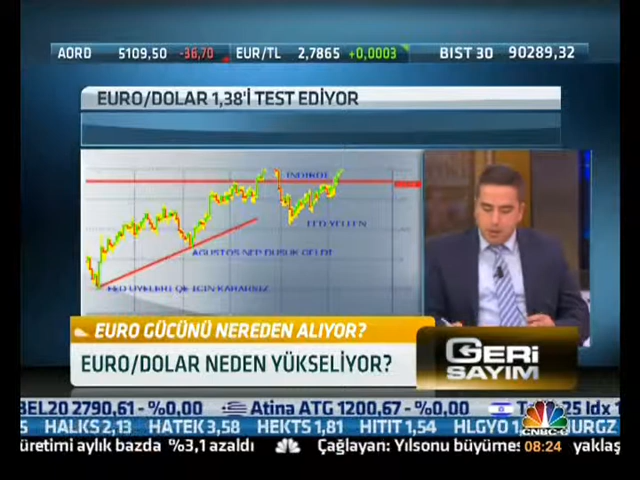 AORD 5109,50 -36,70 EUR/TL 2,7865 +0,0003 BIST 30 90289,32
EURO/DOLAR 1,38'İ TEST EDİYOR
FED YELLEN
AĞUSTOS NFP DÜŞÜK GELDİ
FED ÜYELERİ QE İÇİN KARARSIZ
EURO GÜCÜNÜ NEREDEN ALIYOR?
EURO/DOLAR NEDEN YÜKSELİYOR?
GERİ SAYIM
BEL20 2790,61 - %0,00 Atina ATG 1200,67 - %0,00 25 Idx
HALKS 2,13 HATEK 3,58 HEKTS 1,81 HITIT 1,54 HLGYO
CNBC-e
üretimi aylık bazda %3,1 azaldı Çağlayan: Yılsonu büyüme 08:24 yaklaş